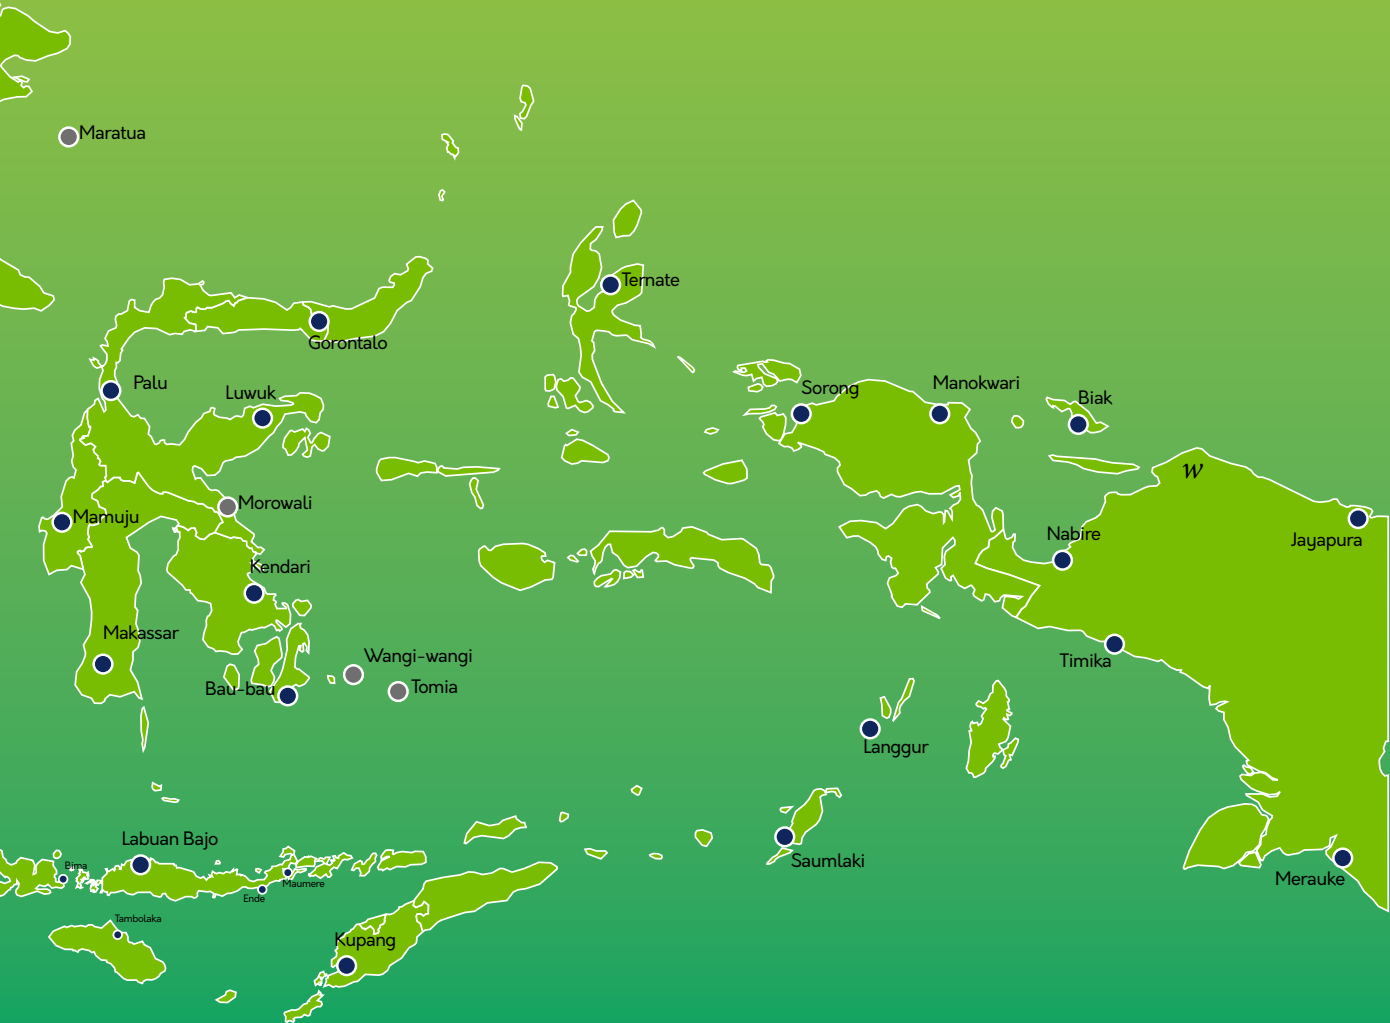 Maratua
Ternate
Gorontalo
Palu
Luwuk
Sorong
Manokwari
Biak
W
Morowali
Mamuju
Nabire
Jayapura
Kendari
Makassar
Wangi-wangi
Timika
Bau-bau
Tomia
Langgur
Labuan Bajo
Saumlaki
Bima
Maumere
Merauke
Ende
Tambolaka
Kupang